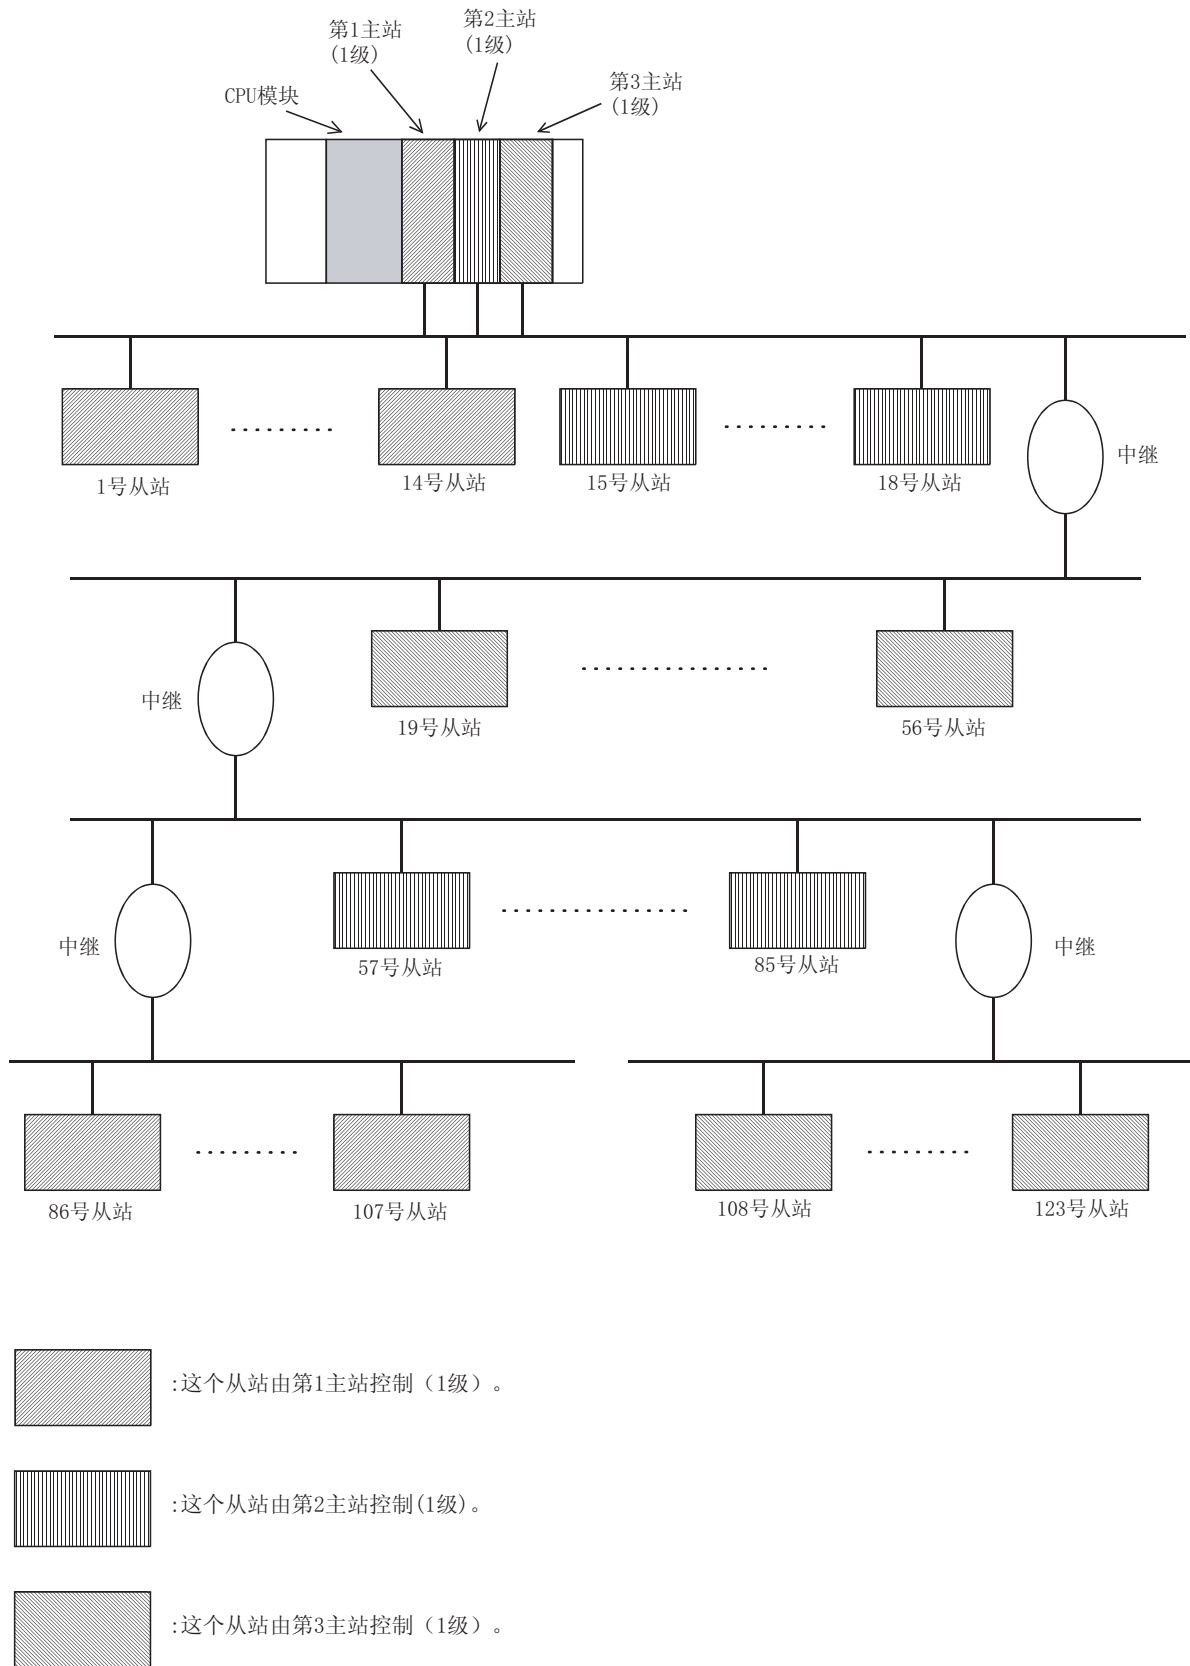 第1主站
(1级)
第2主站
(1级)
第3主站
(1级)
CPU模块
1号从站
14号从站
15号从站
18号从站
中继
中继
19号从站
56号从站
中继
57号从站
85号从站
中继
86号从站
107号从站
108号从站
123号从站
:这个从站由第1主站控制（1级）。
:这个从站由第2主站控制(1级)。
:这个从站由第3主站控制（1级）。